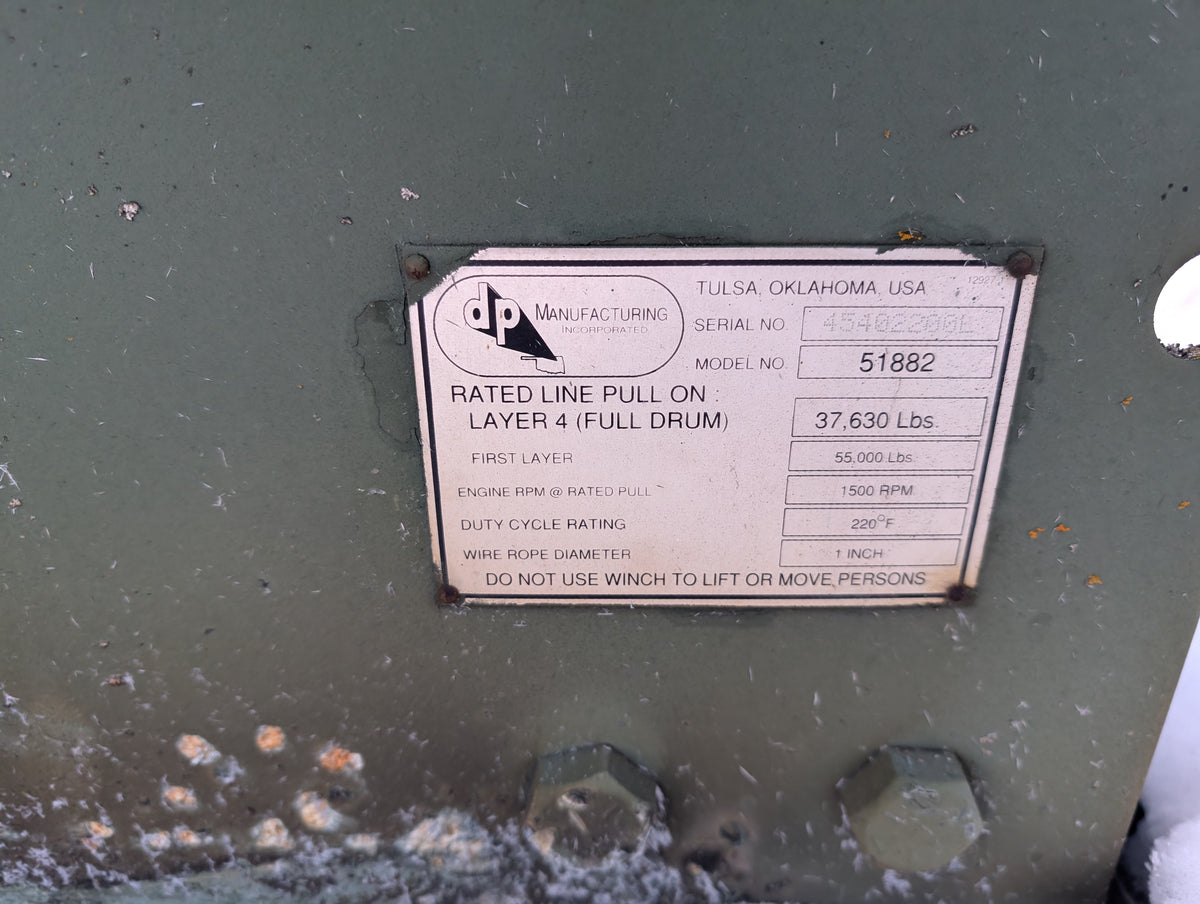 dp MANUFACTURING
INCORPORATED
TULSA, OKLAHOMA, USA
SERIAL NO.
MODEL NO. 51882
RATED LINE PULL ON :
LAYER 4 (FULL DRUM) 37,630 Lbs.
FIRST LAYER 55,000 Lbs.
ENGINE RPM @ RATED PULL 1500 RPM
DUTY CYCLE RATING 220°F
WIRE ROPE DIAMETER 1 INCH
DO NOT USE WINCH TO LIFT OR MOVE PERSONS